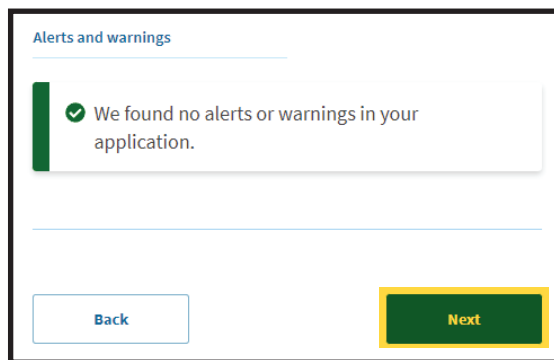 Alerts and warnings
We found no alerts or warnings in your
application.
Back
Next